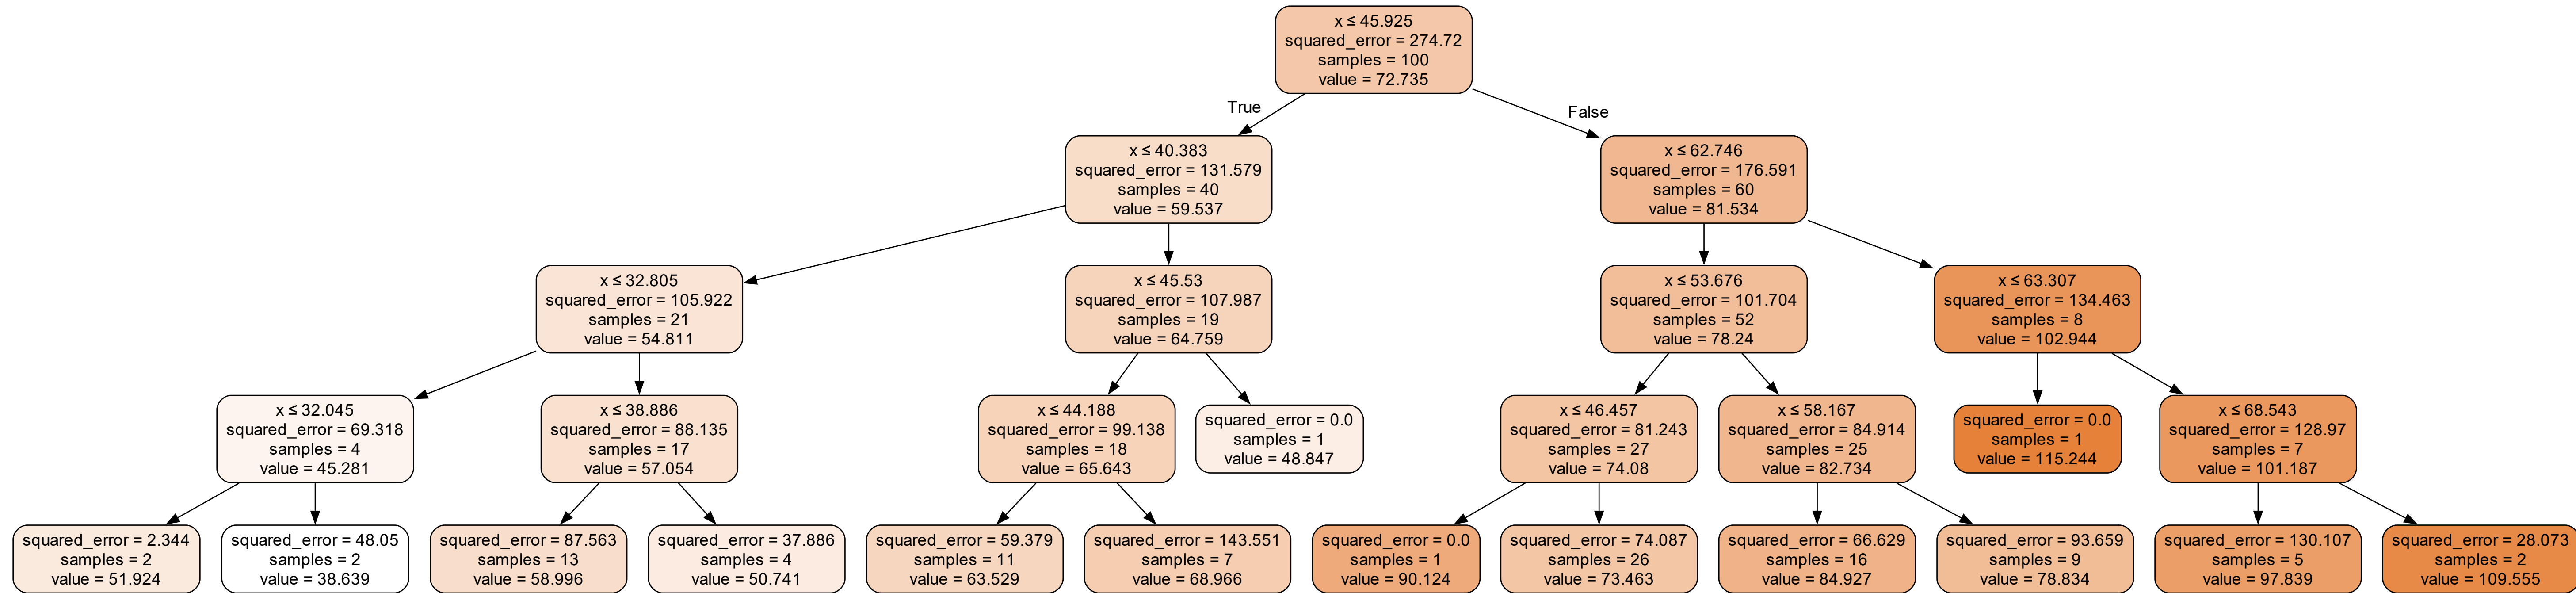 x ≤ 45.925
squared_error = 274.72
samples = 100
value = 72.735
True
False
x ≤ 40.383
squared_error = 131.579
samples = 40
value = 59.537
x ≤ 62.746
squared_error = 176.591
samples = 60
value = 81.534
x ≤ 32.805
squared_error = 105.922
samples = 21
value = 54.811
x ≤ 45.53
squared_error = 107.987
samples = 19
value = 64.759
x ≤ 53.676
squared_error = 101.704
samples = 52
value = 78.24
x ≤ 63.307
squared_error = 134.463
samples = 8
value = 102.944
x ≤ 32.045
squared_error = 69.318
samples = 4
value = 45.281
x ≤ 38.886
squared_error = 88.135
samples = 17
value = 57.054
x ≤ 44.188
squared_error = 99.138
samples = 18
value = 65.643
squared_error = 0.0
samples = 1
value = 48.847
x ≤ 46.457
squared_error = 81.243
samples = 27
value = 74.08
x ≤ 58.167
squared_error = 84.914
samples = 25
value = 82.734
squared_error = 0.0
samples = 1
value = 115.244
x ≤ 68.543
squared_error = 128.97
samples = 7
value = 101.187
squared_error = 2.344
samples = 2
value = 51.924
squared_error = 48.05
samples = 2
value = 38.639
squared_error = 87.563
samples = 13
value = 58.996
squared_error = 37.886
samples = 4
value = 50.741
squared_error = 59.379
samples = 11
value = 63.529
squared_error = 143.551
samples = 7
value = 68.966
squared_error = 0.0
samples = 1
value = 90.124
squared_error = 74.087
samples = 26
value = 73.463
squared_error = 66.629
samples = 16
value = 84.927
squared_error = 93.659
samples = 9
value = 78.834
squared_error = 130.107
samples = 5
value = 97.839
squared_error = 28.073
samples = 2
value = 109.555